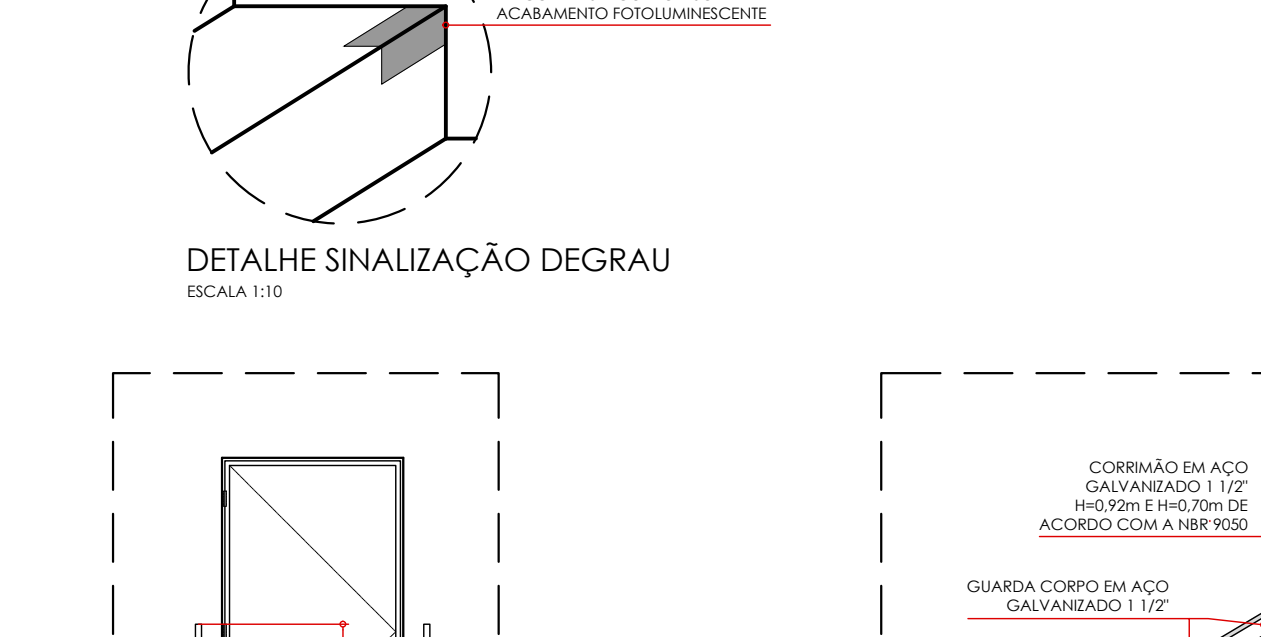 ACABAMENTO FOTOLUMINESCENTE
DETALHE SINALIZAÇÃO DEGRAU
ESCALA 1:10
CORRIMÃO EM AÇO
GALVANIZADO 1 1/2"
H=0,92m E H=0,70m DE
ACORDO COM A NBR 9050
GUARDA CORPO EM AÇO
GALVANIZADO 1 1/2"